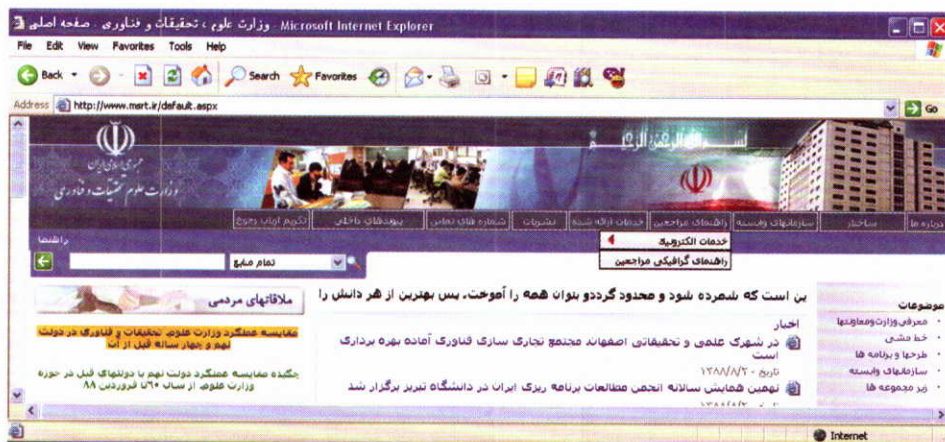 وزارت علوم ، تحقیقات و فناوری . صفحه اصلی - Microsoft Internet Explorer
File Edit View Favorites Tools Help
Back Search Favorites
Address http://www.msrt.ir/default.aspx Go
جمهوری اسلامی ایران
وزارت علوم تحقیقات و فناوری
درباره ما ساختار سازمانهای وابسته راهنمای مراجعین خدمات ارائه شده نشریات شماره های تماس پیوندهای داخلی تکریم ارباب رجوع
خدمات الکترونیک
راهنمای گرافیکی مراجعین
راهنما
تمام منابع
ین است که شمرده شود و محدود گرددو بتوان همه را آموخت، پس بهترین از هر دانش را
موضوعات
معرفی وزارت ومعاونتها
خط مشی
طرحها و برنامه ها
سازمانهای وابسته
زیر مجموعه ها
اخبار
در شهرک علمی و تحقیقاتی اصفهان، مجتمع تجاری سازی فناوری آماده بهره برداری است
تاریخ - ۱۳۸۸/۸/۲
نهمین همایش سالانه انجمن مطالعات برنامه ریزی ایران در دانشگاه تبریز برگزار شد
ملاقاتهای مردمی
مقایسه عملکرد وزارت علوم، تحقیقات و فناوری در دولت
نهم و چهار ساله قبل از آن
چکیده مقایسه عملکرد دولت نهم با دولتهای قبل در حوزه
وزارت علوم، از سال ۶۰ تا فروردین ۸۸
Internet